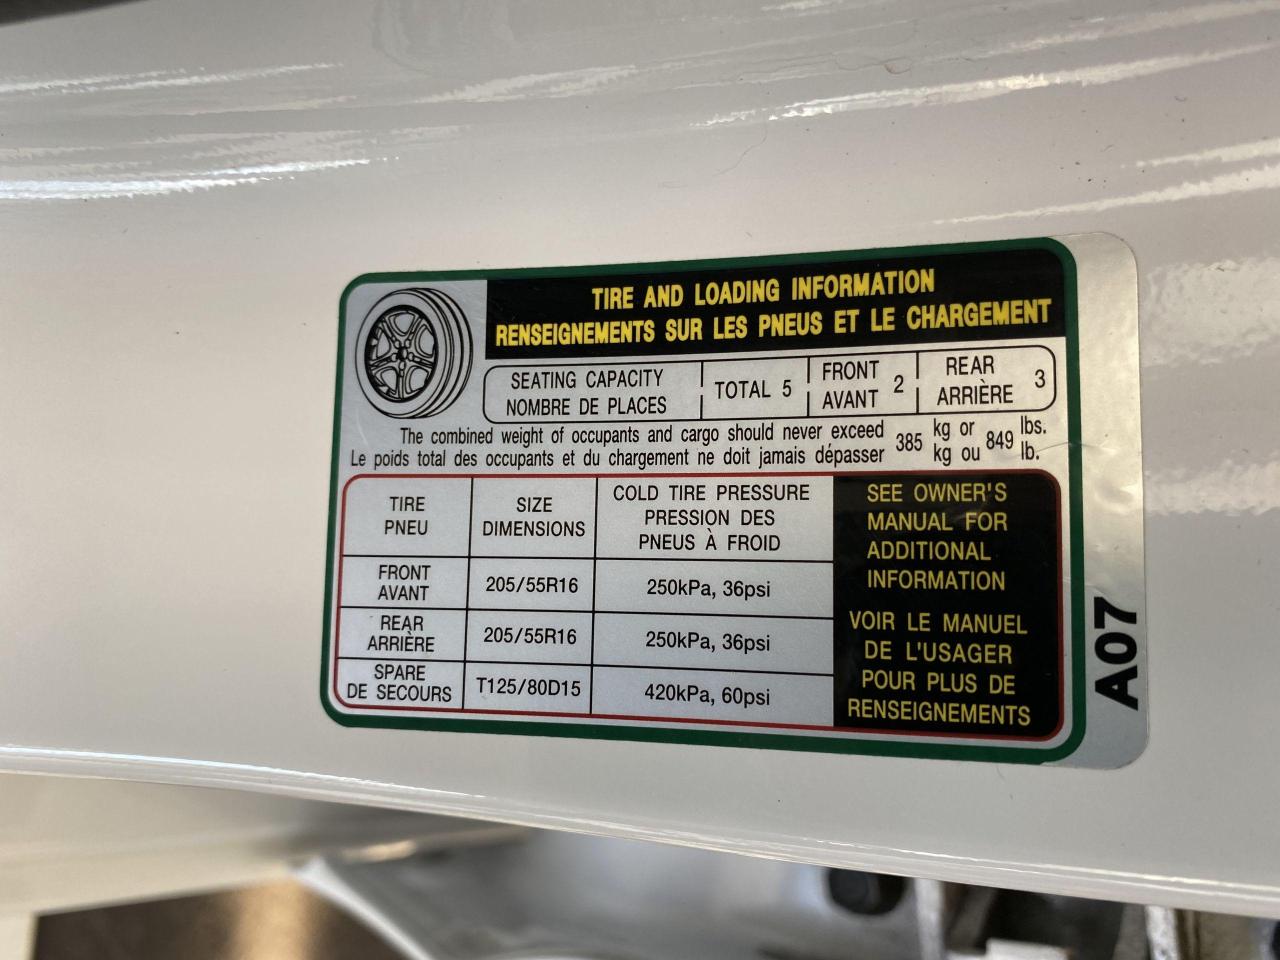 TIRE AND LOADING INFORMATION
RENSEIGNEMENTS SUR LES PNEUS ET LE CHARGEMENT
SEATING CAPACITY
NOMBRE DE PLACES
TOTAL 5
FRONT
AVANT
2
REAR
ARRIÈRE
3
The combined weight of occupants and cargo should never exceed
Le poids total des occupants et du chargement ne doit jamais dépasser
385
kg or
kg ou
849
lbs.
lb.
TIRE
PNEU
SIZE
DIMENSIONS
COLD TIRE PRESSURE
PRESSION DES
PNEUS À FROID
FRONT
AVANT
205/55R16
250kPa, 36psi
REAR
ARRIÈRE
205/55R16
250kPa, 36psi
SPARE
DE SECOURS
T125/80D15
420kPa, 60psi
SEE OWNER'S
MANUAL FOR
ADDITIONAL
INFORMATION
VOIR LE MANUEL
DE L'USAGER
POUR PLUS DE
RENSEIGNEMENTS
A07